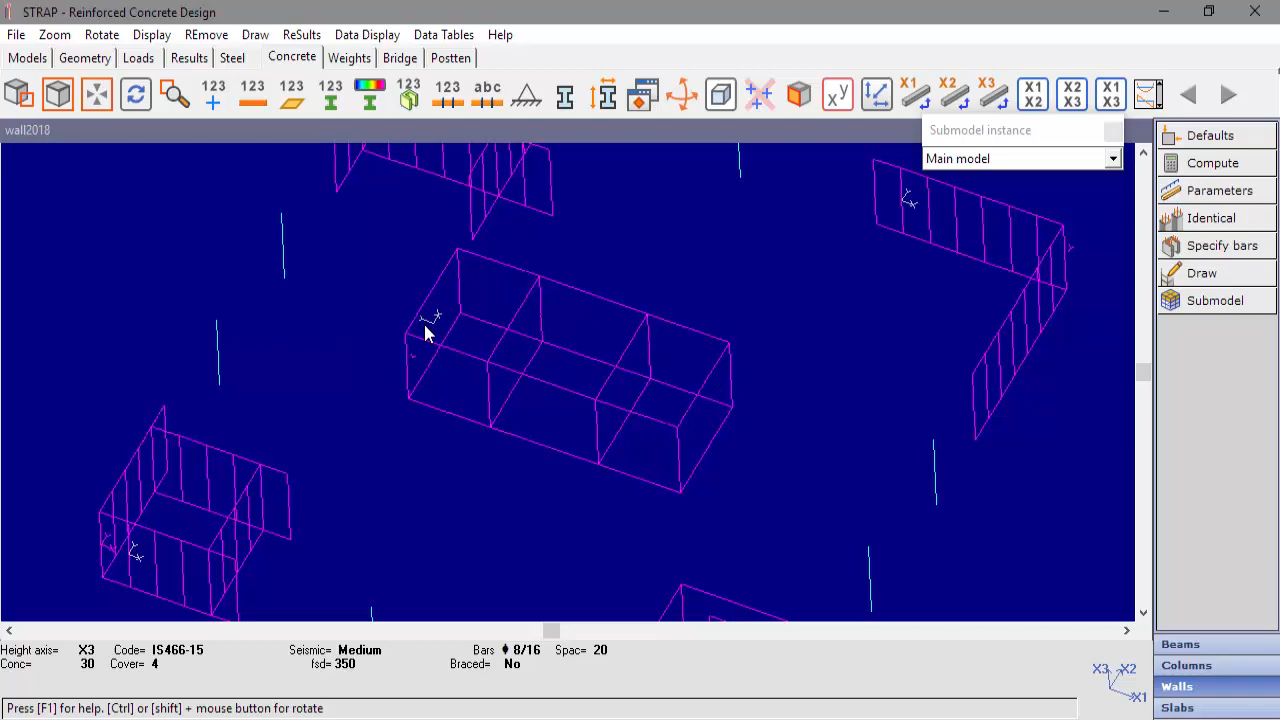 STRAP - Reinforced Concrete Design
File Zoom Rotate Display REmove Draw ReSults Data Display Data Tables Help
Models Geometry Loads Results Steel Concrete Weights Bridge Postten
123 123 123 123 123 123 abc xy X1 X2 X3 X1 X2 X2 X3 X1 X3
wall2018
Submodel instance
Main model
Defaults
Compute
Parameters
Identical
Specify bars
Draw
Submodel
Beams
Columns
Walls
Slabs
Height axis= X3 Code= IS466-15 Seismic= Medium Bars 8/16 Spac= 20
Conc= 30 Cover= 4 fsd= 350 Braced= No
X3 X2
X1
Press [F1] for help. [Ctrl] or [shift] + mouse button for rotate